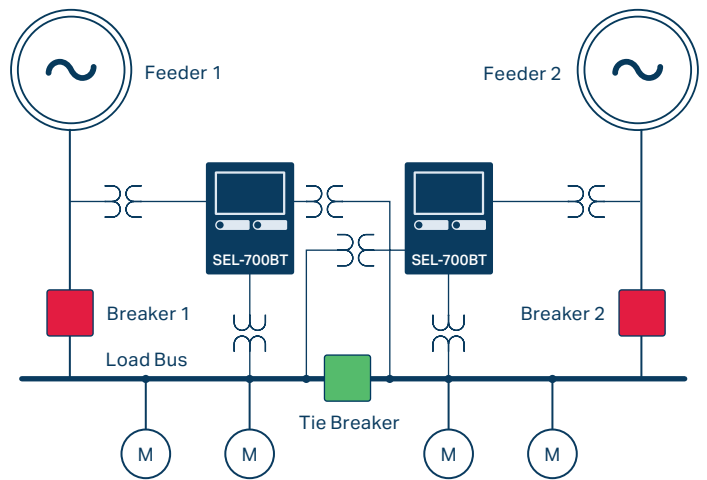 Feeder 1
Feeder 2
SEL-700BT
SEL-700BT
Breaker 1
Breaker 2
Load Bus
Tie Breaker
M
M
M
M